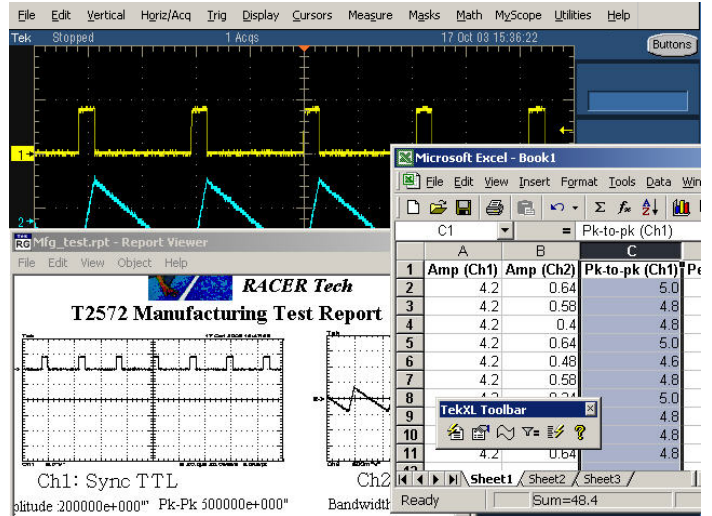 File Edit Vertical Horiz/Acq Trig Display Cursors Measure Masks Math MyScope Utilities Help
Tek Stopped 1 Acqs 17 Oct 03 15:36:22
Buttons
1
2
Microsoft Excel - Book1
File Edit View Insert Format Tools Data Win
C1 = Pk-to-pk (Ch1)
A B C
1 Amp (Ch1) Amp (Ch2) Pk-to-pk (Ch1) Pe
2 4.2 0.64 5.0
3 4.2 0.58 4.8
4 4.2 0.4 4.8
5 4.2 0.64 5.0
6 4.2 0.48 4.6
7 4.2 0.58 4.8
8 5.0
9 4.8
10 4.8
11 4.2 0.64 4.8
TekXL Toolbar
Sheet1 Sheet2 Sheet3
Ready Sum=48.4
RG Mfg_test.rpt - Report Viewer
File Edit View Object Help
RACER Tech
T2572 Manufacturing Test Report
Tek
Tek
Ch1: Sync TTL
Ch2
plitude :200000e+000" Pk-Pk 500000e+000"
Bandwidth